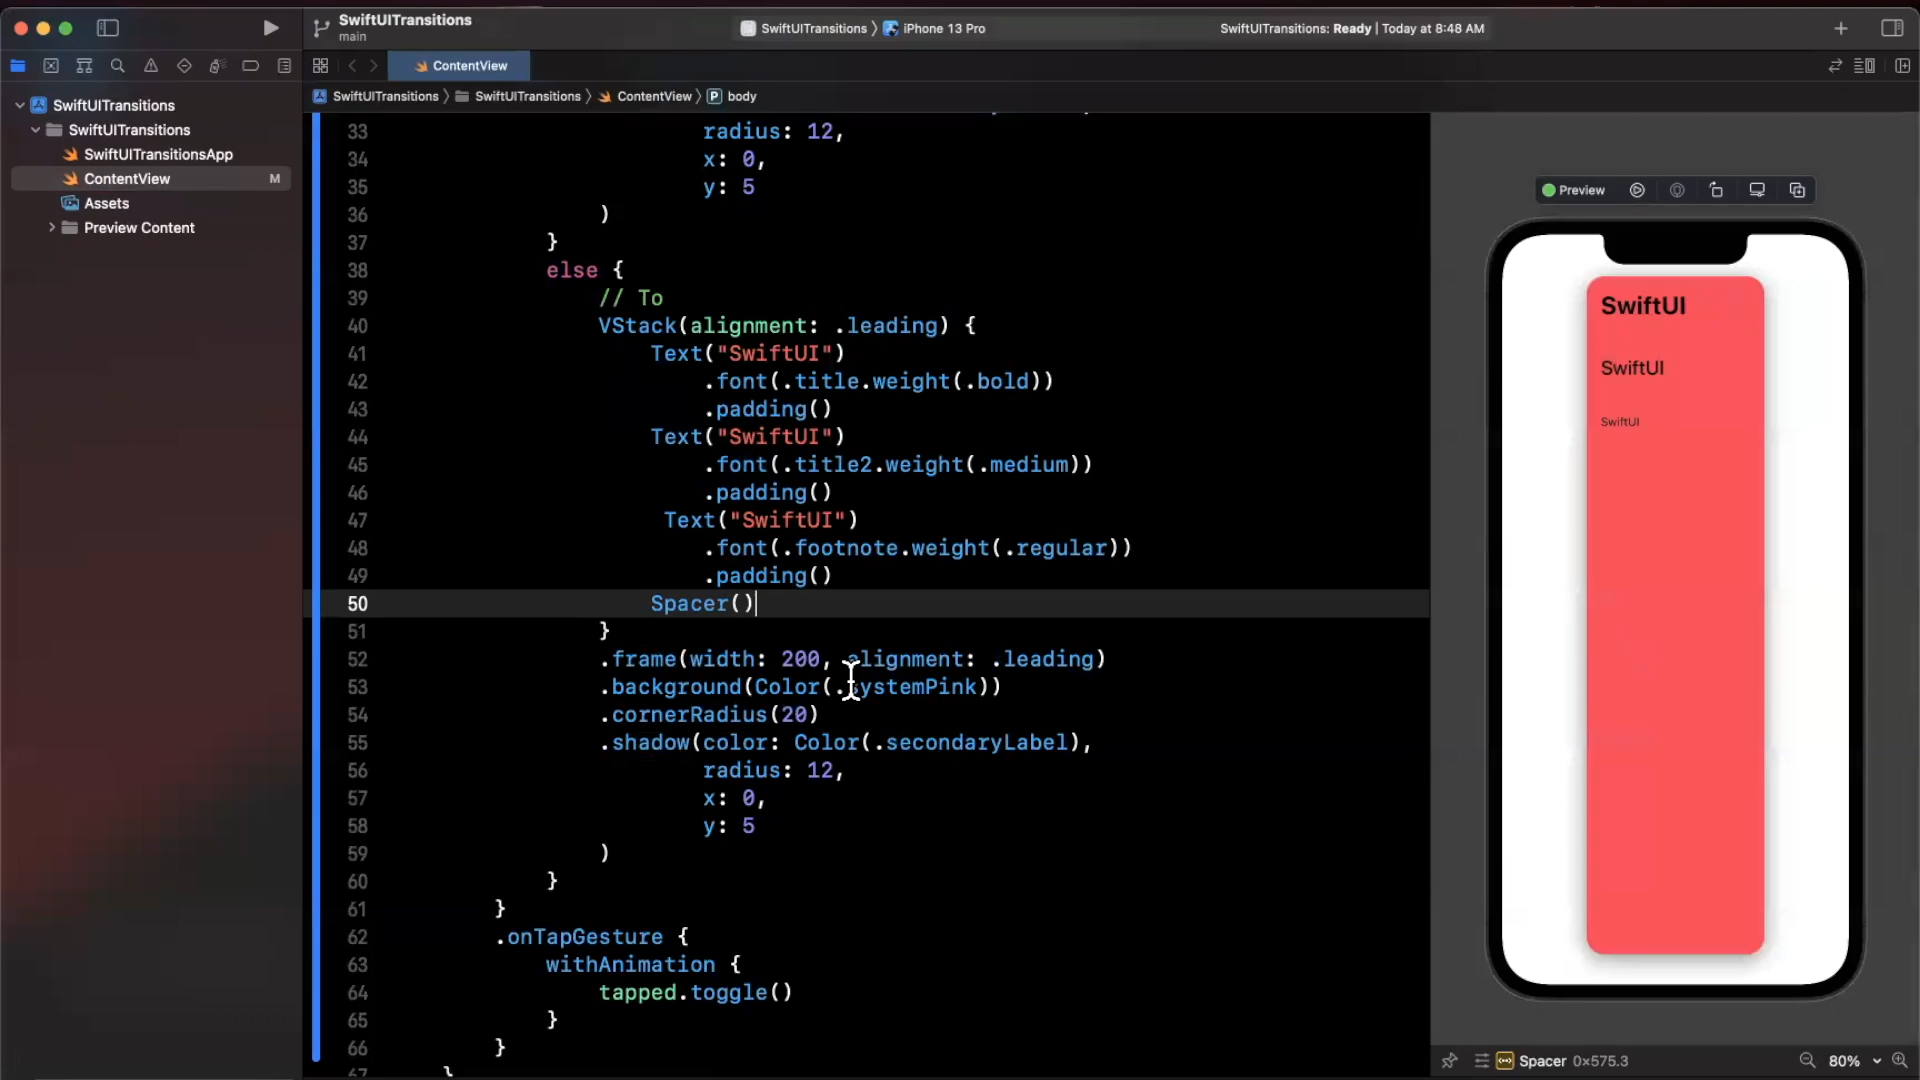 SwiftUITransitions
main
SwiftUITransitions
iPhone 13 Pro
SwiftUITransitions: Ready | Today at 8:48 AM
ContentView
SwiftUITransitions
SwiftUITransitions
SwiftUITransitionsApp
ContentView M
Assets
Preview Content
SwiftUITransitions SwiftUITransitions ContentView P body
33 radius: 12,
34 x: 0,
35 y: 5
36 )
37 }
38 else {
39 // To
40 VStack(alignment: .leading) {
41 Text("SwiftUI")
42 .font(.title.weight(.bold))
43 .padding()
44 Text("SwiftUI")
45 .font(.title2.weight(.medium))
46 .padding()
47 Text("SwiftUI")
48 .font(.footnote.weight(.regular))
49 .padding()
50 Spacer()
51 }
52 .frame(width: 200, alignment: .leading)
53 .background(Color(.systemPink))
54 .cornerRadius(20)
55 .shadow(color: Color(.secondaryLabel),
56 radius: 12,
57 x: 0,
58 y: 5
59 )
60 }
61 }
62 .onTapGesture {
63 withAnimation {
64 tapped.toggle()
65 }
66 }
67 }
Preview
SwiftUI
SwiftUI
SwiftUI
Spacer 0×575.3
80%